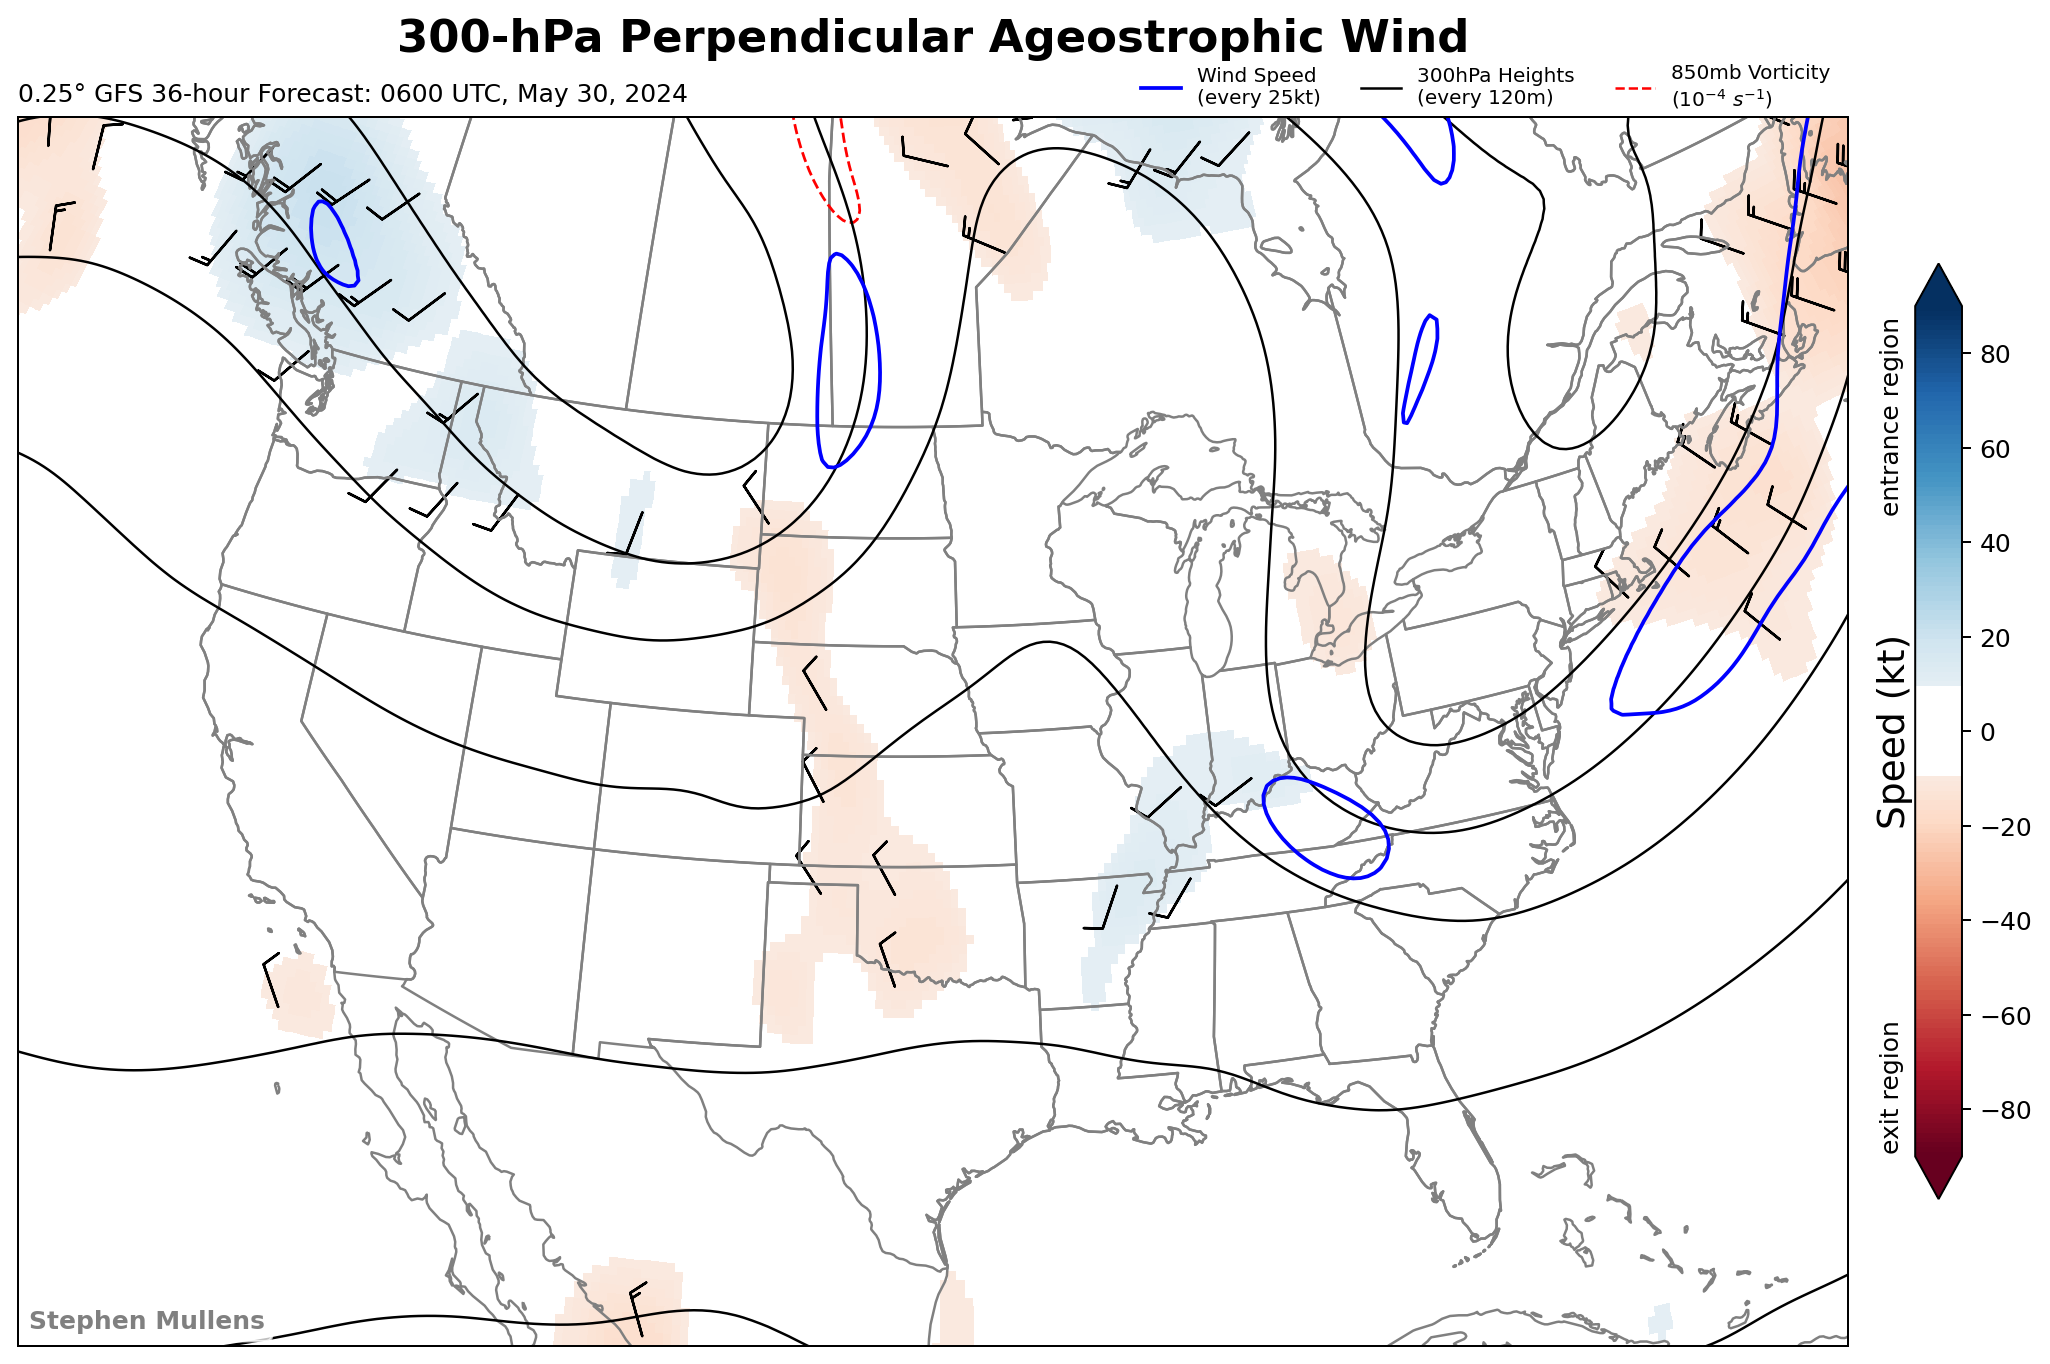 300-hPa Perpendicular Ageostrophic Wind
0.25° GFS 36-hour Forecast: 0600 UTC, May 30, 2024
Wind Speed
(every 25kt)
300hPa Heights
(every 120m)
850mb Vorticity
(10⁻⁴ s⁻¹)
entrance region
Speed (kt)
exit region
80
60
40
20
0
−20
−40
−60
−80
Stephen Mullens